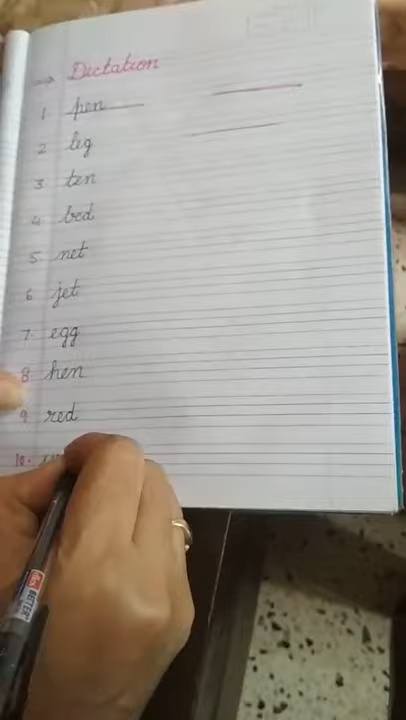 → Dictation
1 pen
2 leg
3 ten
4 bed
5 net
6 jet
7. egg
8 hen
9 red
10.
BETTER